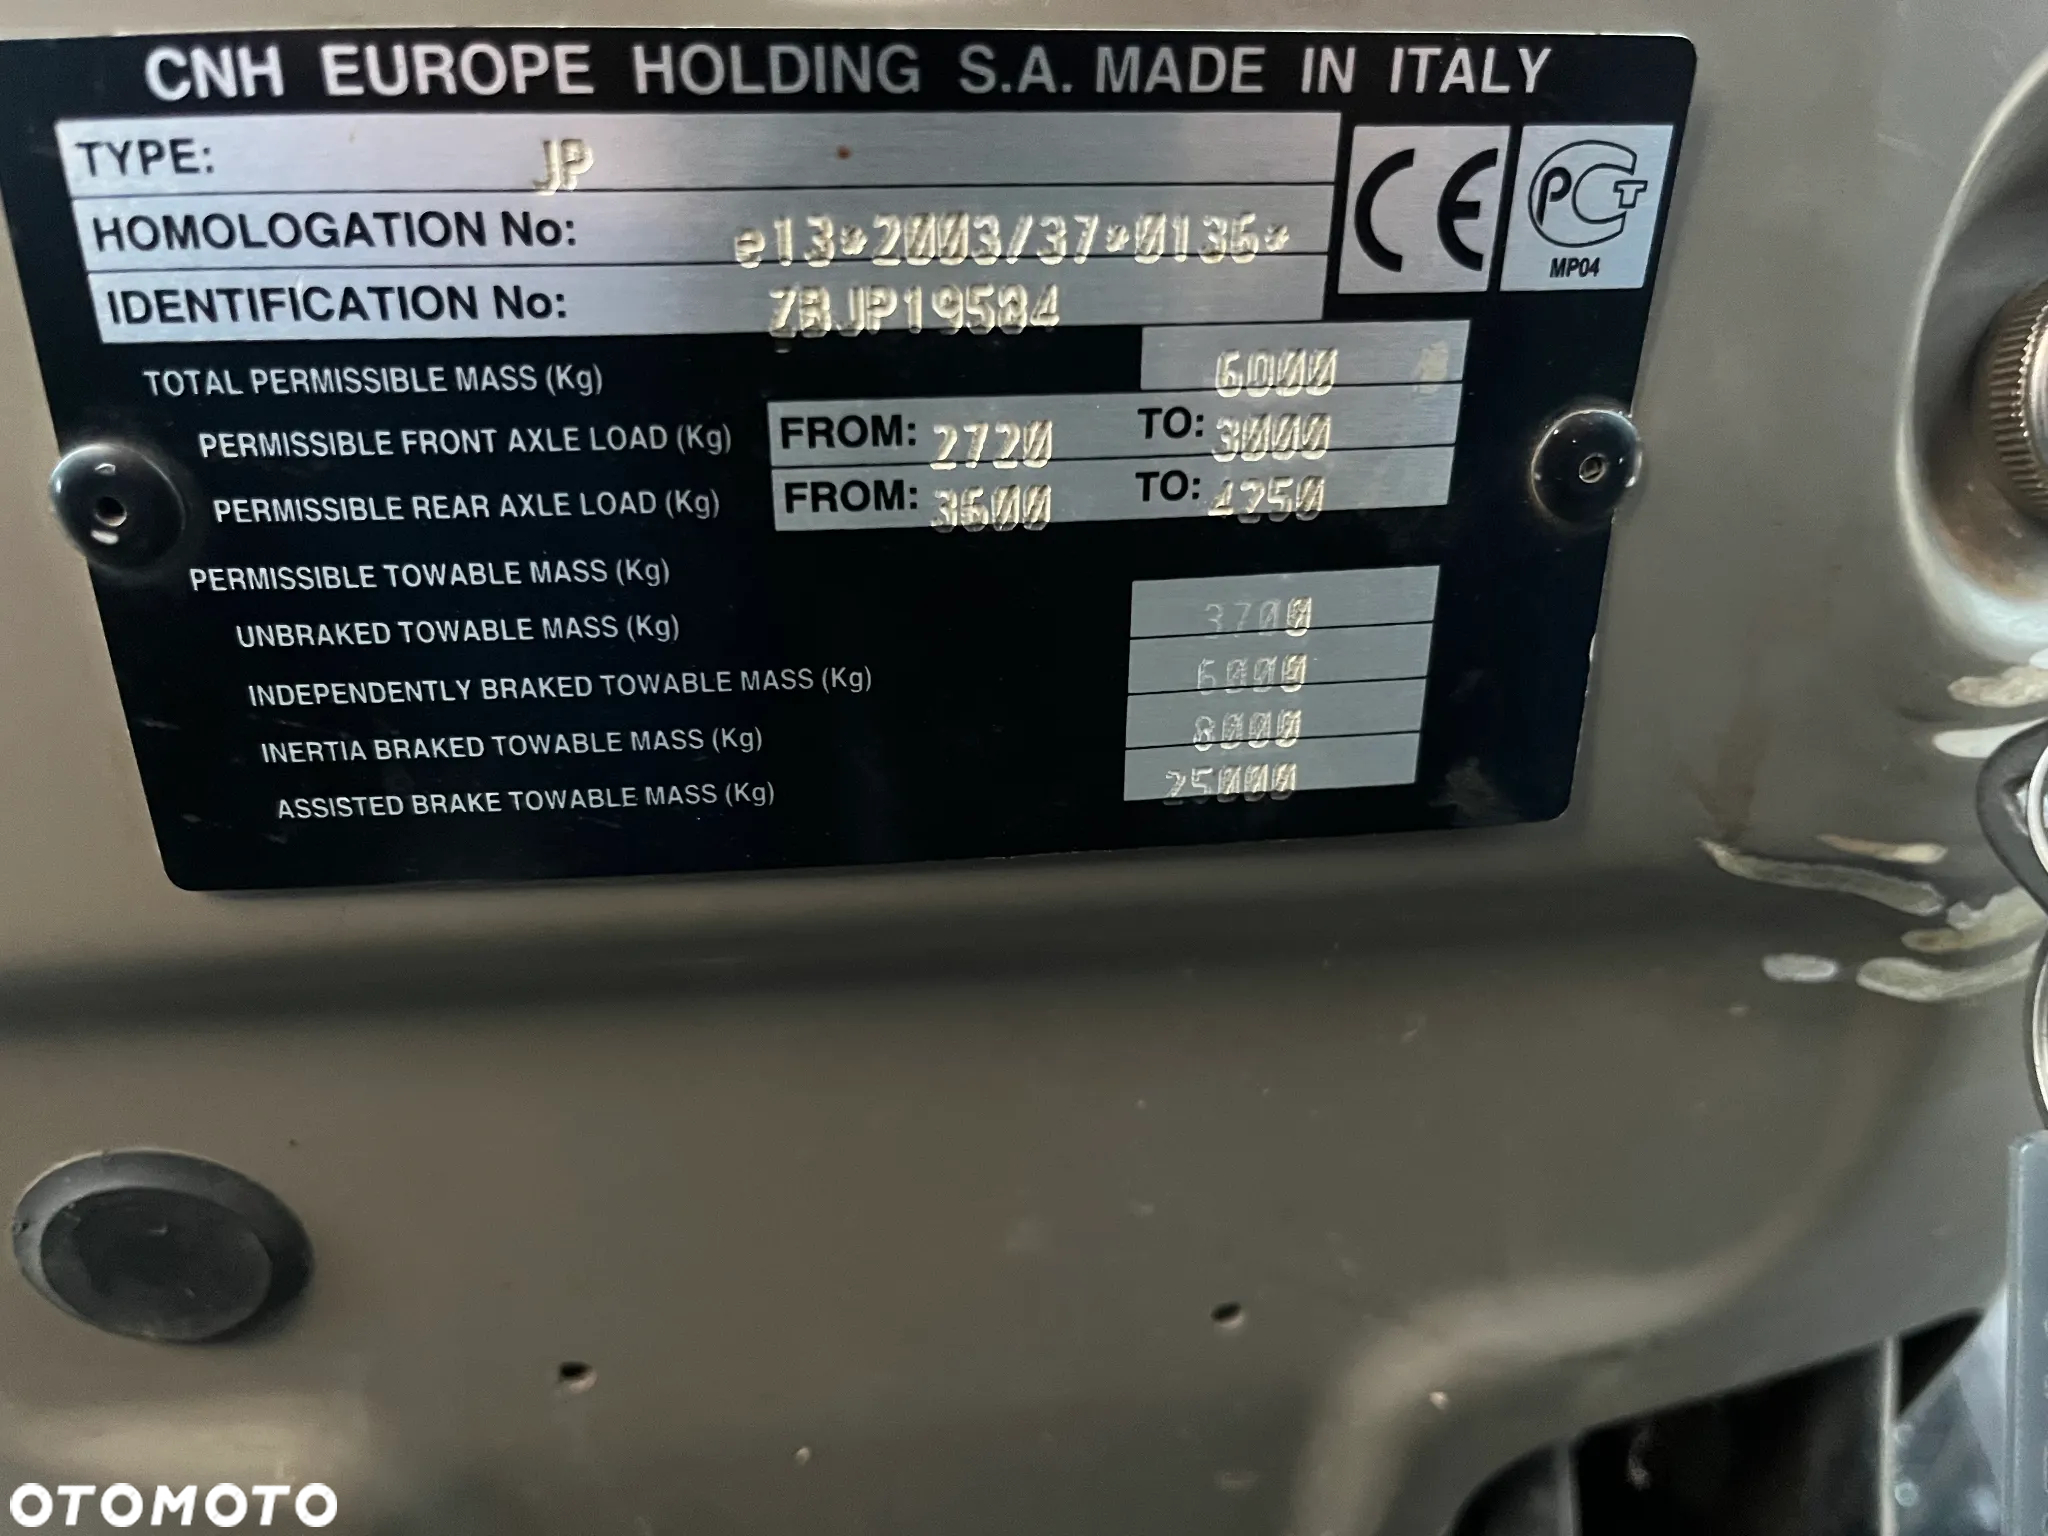 CNH EUROPE HOLDING S.A. MADE IN ITALY
TYPE: JP
HOMOLOGATION No: e13*2003/37*0136*
IDENTIFICATION No: ZBJP19504
CE
PCT
MP04
TOTAL PERMISSIBLE MASS (Kg) 6000
PERMISSIBLE FRONT AXLE LOAD (Kg) FROM: 2720 TO: 3000
PERMISSIBLE REAR AXLE LOAD (Kg) FROM: 3600 TO: 4250
PERMISSIBLE TOWABLE MASS (Kg)
UNBRAKED TOWABLE MASS (Kg) 3700
INDEPENDENTLY BRAKED TOWABLE MASS (Kg) 6000
INERTIA BRAKED TOWABLE MASS (Kg) 8000
ASSISTED BRAKE TOWABLE MASS (Kg) 25000
OTOMOTO